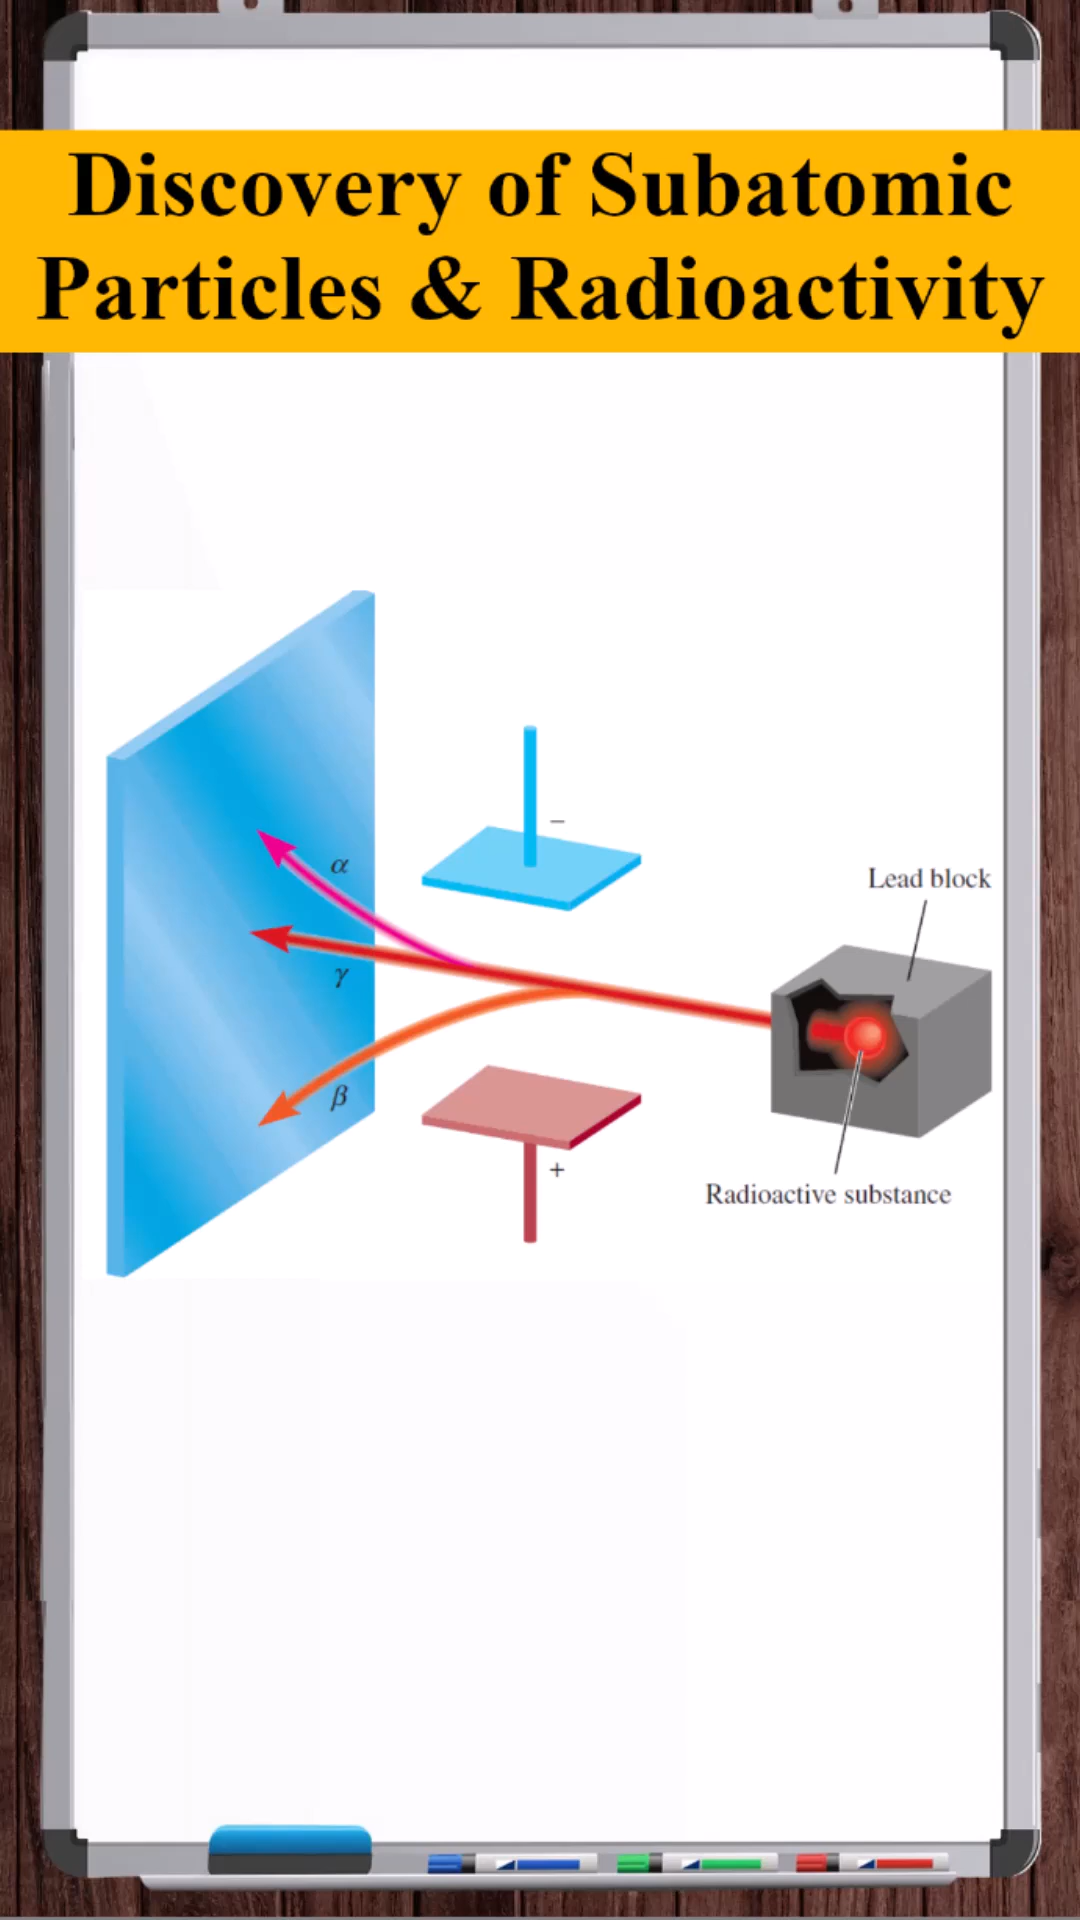 Discovery of Subatomic
Particles & Radioactivity
−
Lead block
α
γ
β
+
Radioactive substance